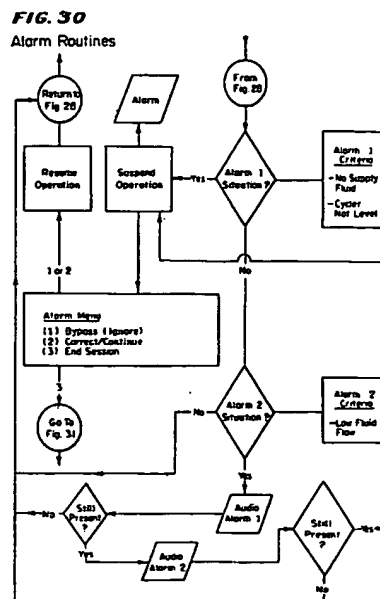 FIG. 30
Alarm Routines
Return to
Fig. 28
Alarm
From
Fig. 28
Resume
Operation
Suspend
Operation
Yes
Alarm 1
Situation?
Alarm 1
Criteria
-No Supply
Fluid
-Cycler
Not Level
1 or 2
No
Alarm Menu
(1) Bypass (Ignore)
(2) Correct/Continue
(3) End Session
3
Go To
Fig. 31
No
Alarm 2
Situation?
Alarm 2
Criteria
-Low Fluid
Flow
Yes
No
Still
Present
?
Audio
Alarm 1
Yes
Audio
Alarm 2
Still
Present
?
Yes
No